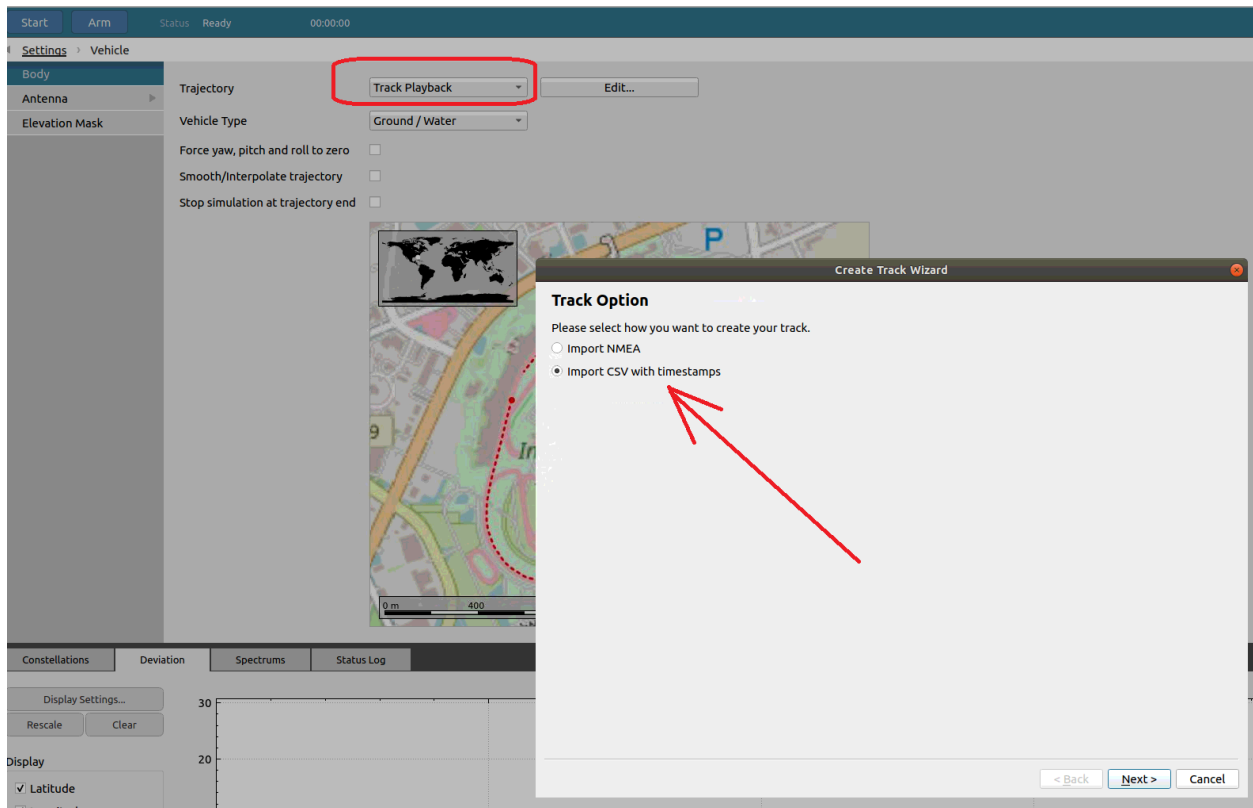 Start Arm Status Ready 00:00:00
Settings › Vehicle
Body
Antenna
Elevation Mask
Trajectory Track Playback Edit...
Vehicle Type Ground / Water
Force yaw, pitch and roll to zero
Smooth/Interpolate trajectory
Stop simulation at trajectory end
P
9
In
0 m 400
Create Track Wizard
Track Option
Please select how you want to create your track.
Import NMEA
Import CSV with timestamps
< Back Next > Cancel
Constellations Deviation Spectrums Status Log
Display Settings...
Rescale Clear
Display
Latitude
30
20